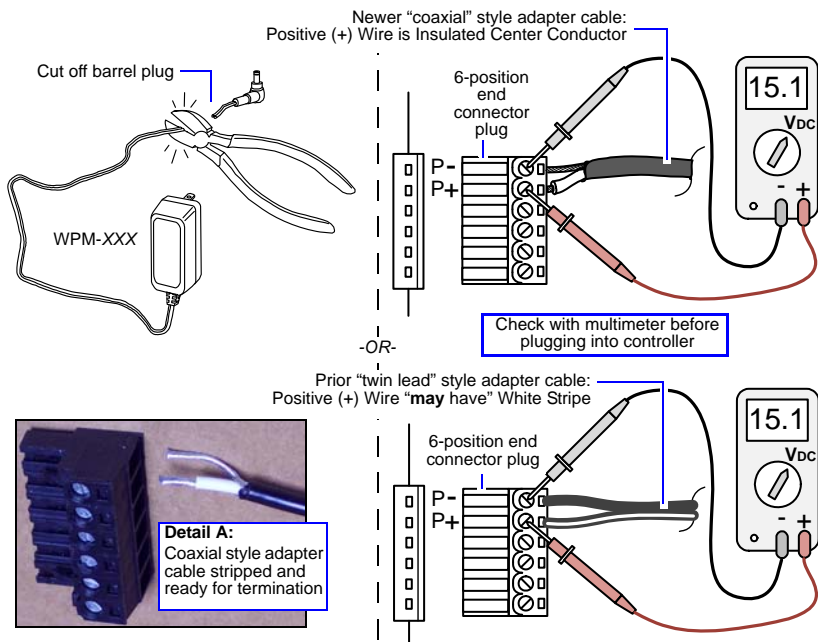 Newer “coaxial” style adapter cable:
Positive (+) Wire is Insulated Center Conductor
Cut off barrel plug
6-position
end
connector
plug
15.1
VDC
- +
P-
P+
WPM-XXX
Check with multimeter before
plugging into controller
-OR-
Prior “twin lead” style adapter cable:
Positive (+) Wire “may have” White Stripe
6-position end
connector plug
15.1
VDC
- +
P-
P+
Detail A:
Coaxial style adapter
cable stripped and
ready for termination